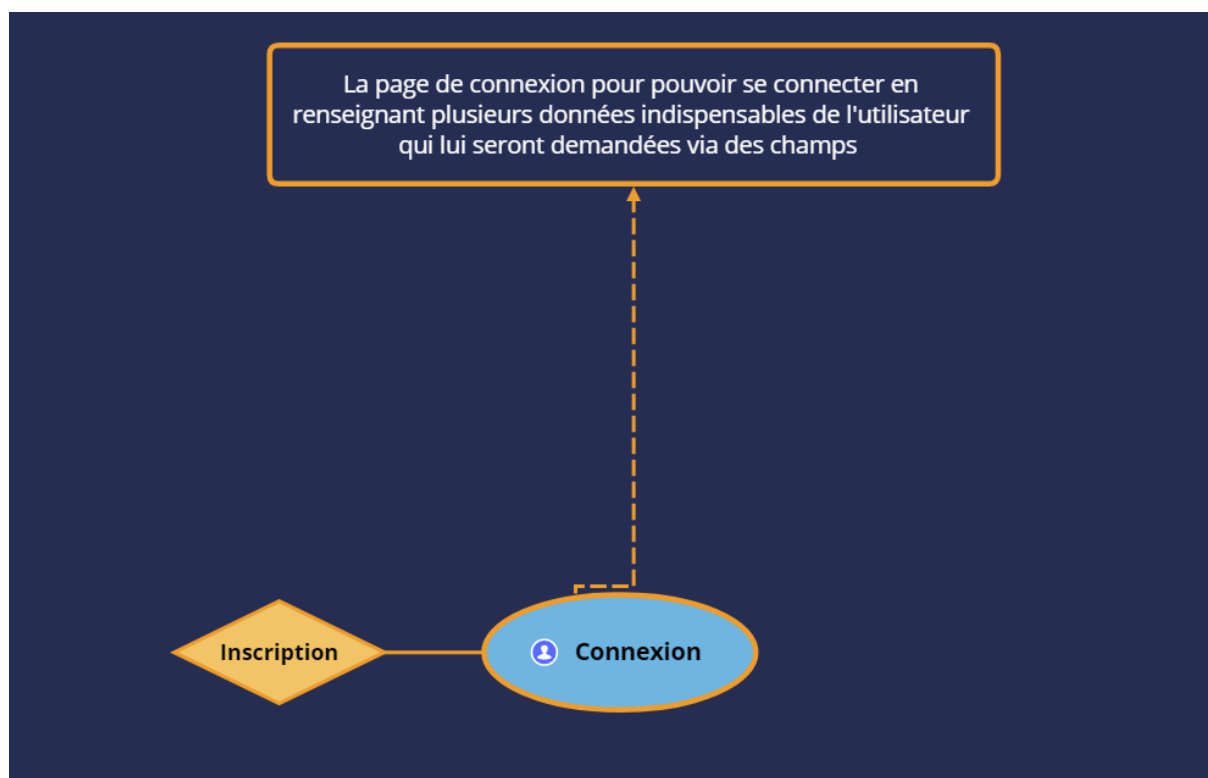 La page de connexion pour pouvoir se connecter en
renseignant plusieurs données indispensables de l'utilisateur
qui lui seront demandées via des champs
Inscription
Connexion